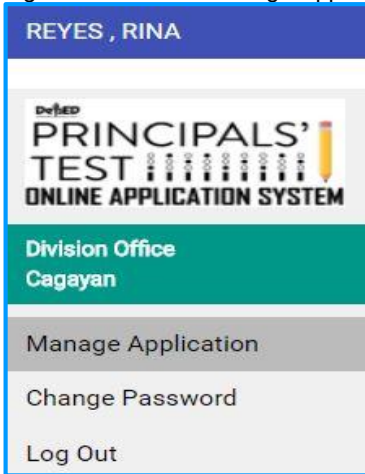 REYES , RINA
DepED
PRINCIPALS'
TEST
ONLINE APPLICATION SYSTEM
Division Office
Cagayan
Manage Application
Change Password
Log Out